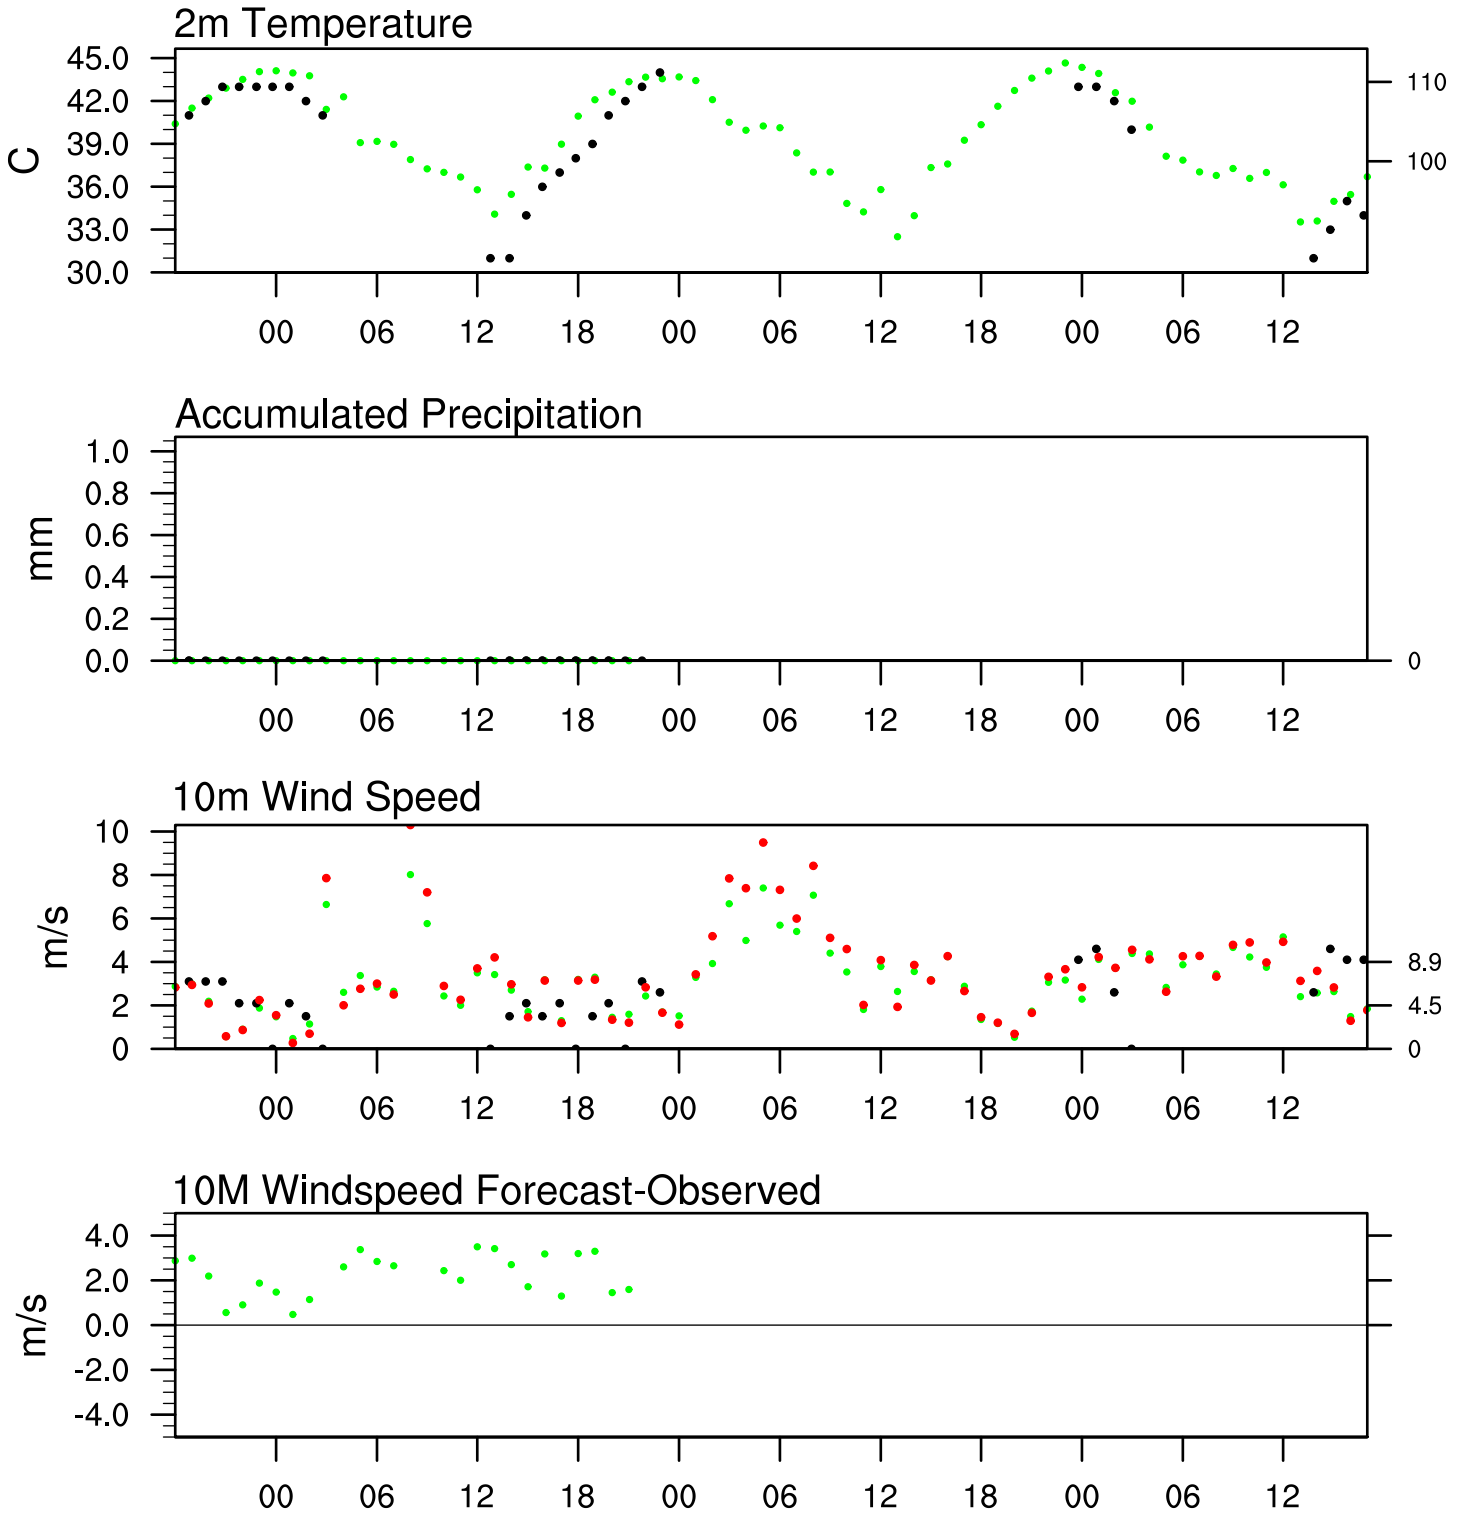 2m Temperature
45.0
42.0
39.0
36.0
33.0
30.0
C
110
100
00 06 12 18 00 06 12 18 00 06 12
Accumulated Precipitation
1.0
0.8
0.6
0.4
0.2
0.0
mm
0
00 06 12 18 00 06 12 18 00 06 12
10m Wind Speed
10
8
6
4
2
0
m/s
8.9
4.5
0
00 06 12 18 00 06 12 18 00 06 12
10M Windspeed Forecast-Observed
4.0
2.0
0.0
-2.0
-4.0
m/s
00 06 12 18 00 06 12 18 00 06 12